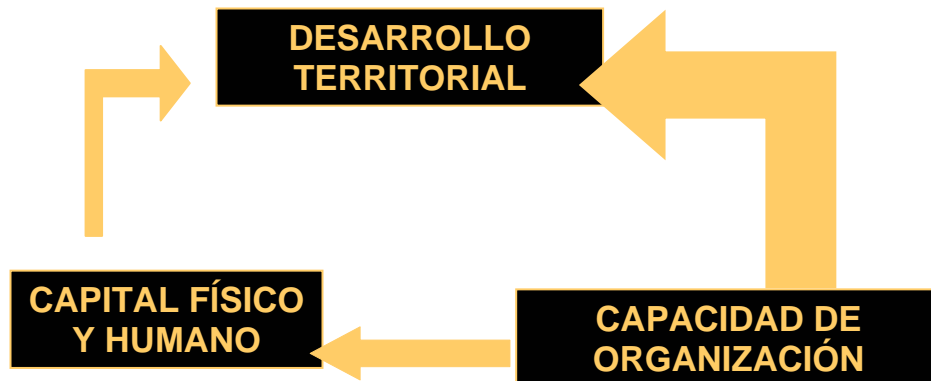 DESARROLLO
TERRITORIAL
CAPITAL FÍSICO
Y HUMANO
CAPACIDAD DE
ORGANIZACIÓN